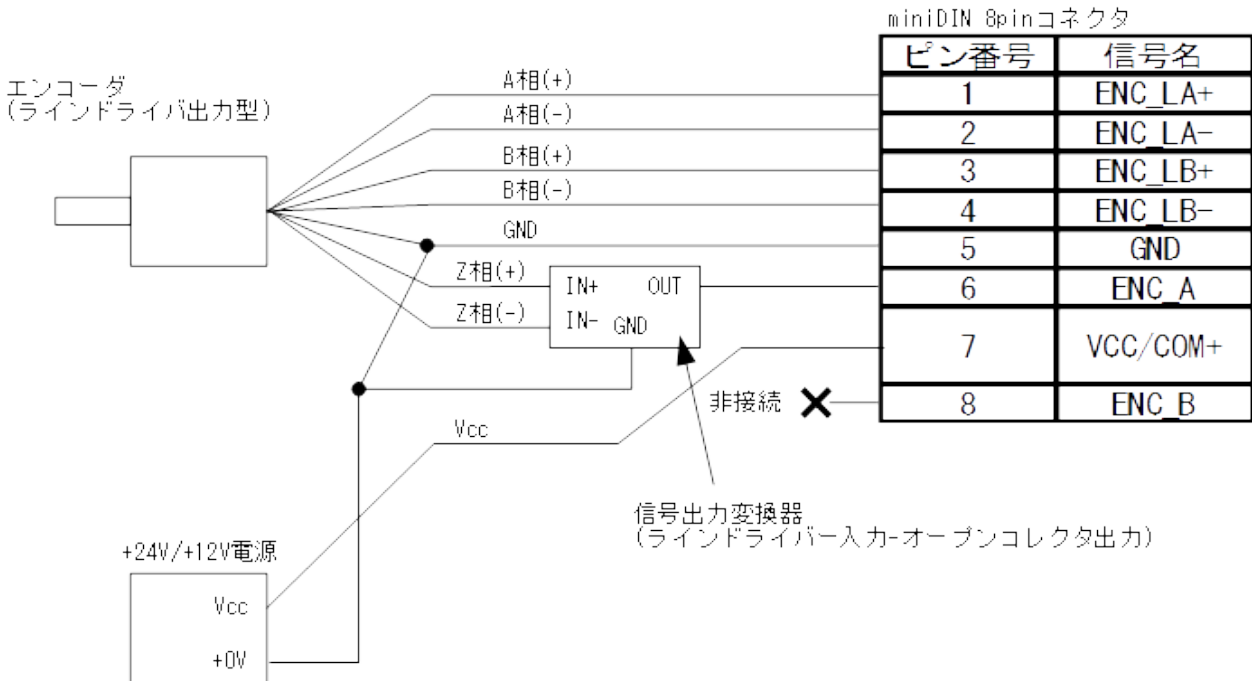 miniDIN 8pinコネクタ
ピン番号 信号名
1 ENC_LA+
2 ENC_LA-
3 ENC_LB+
4 ENC_LB-
5 GND
6 ENC_A
7 VCC/COM+
8 ENC_B
エンコーダ
(ラインドライバ出力型)
A相(+)
A相(-)
B相(+)
B相(-)
GND
Z相(+)
Z相(-)
IN+ OUT
IN- GND
非接続
Vcc
信号出力変換器
(ラインドライバー入力-オープンコレクタ出力)
+24V/+12V電源
Vcc
+0V